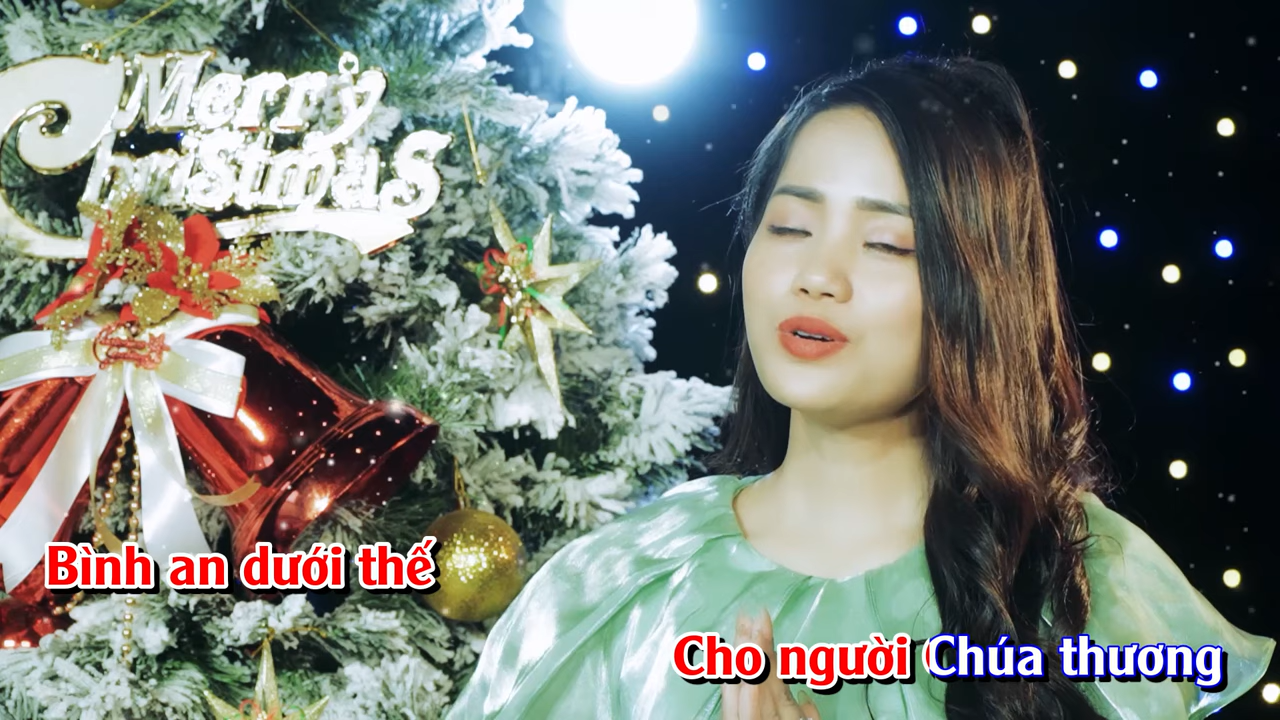 Merry
Christmas
Bình an dưới thế
Cho người Chúa thương